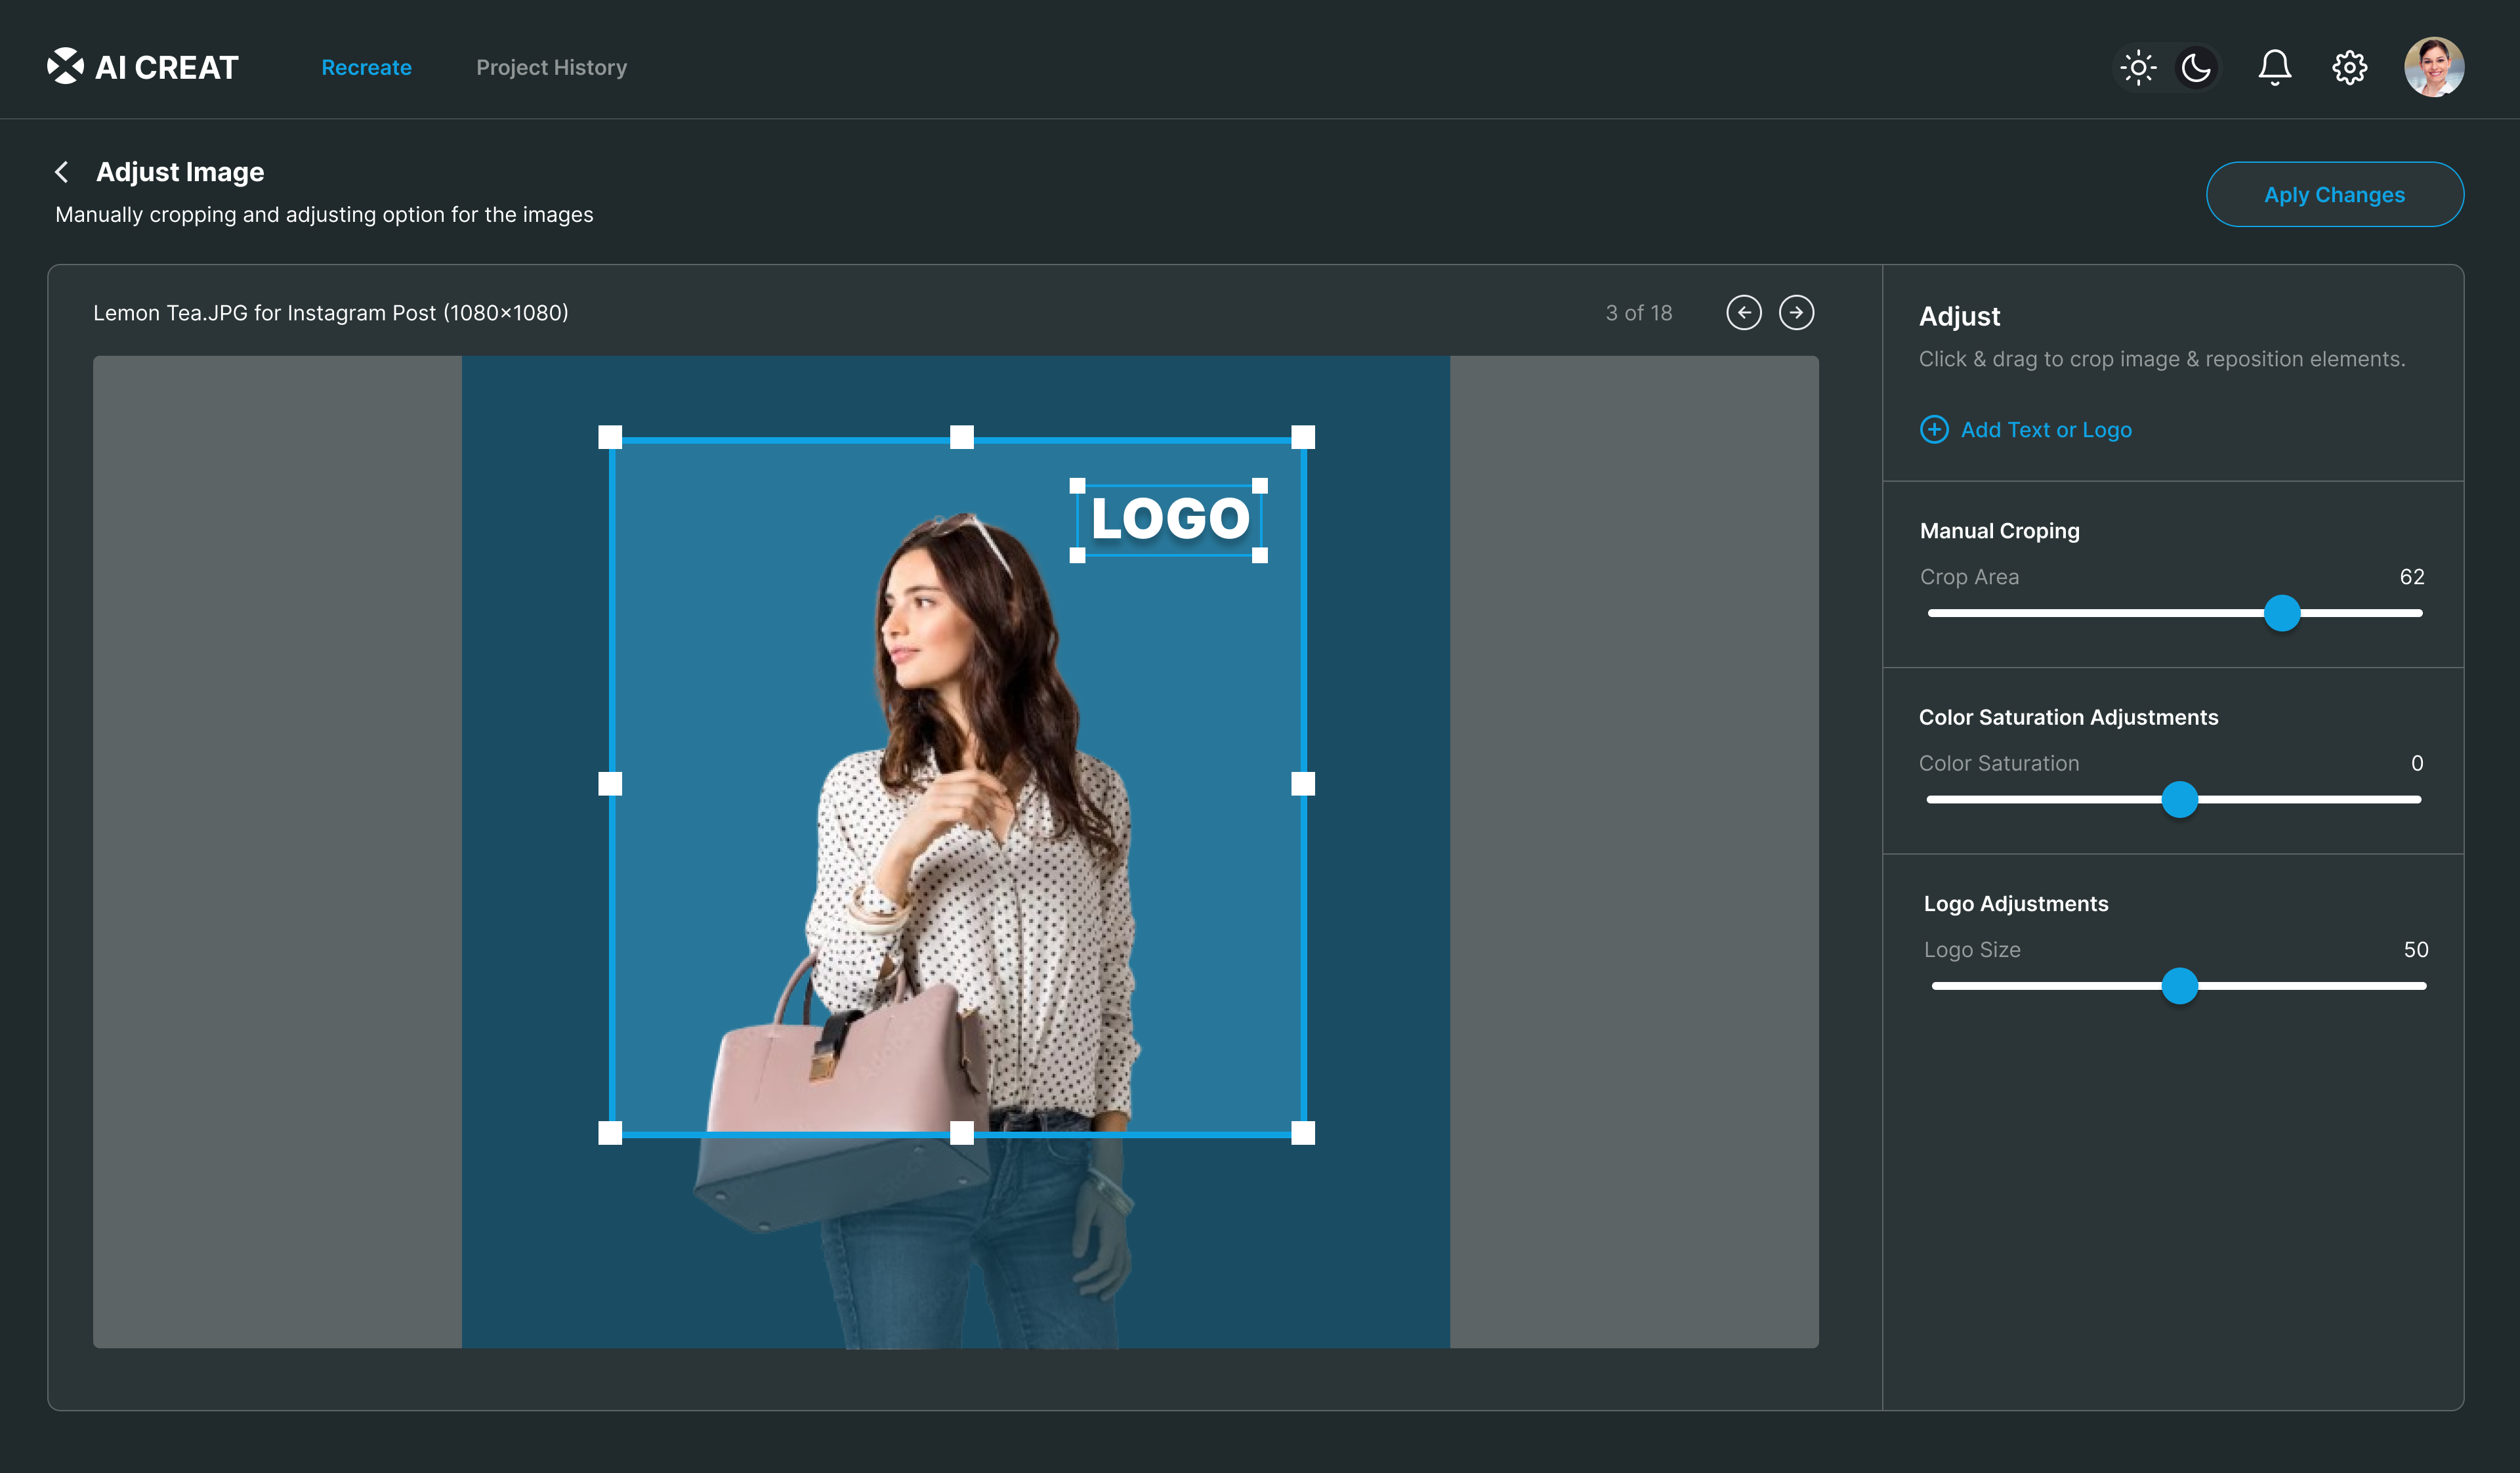 AI CREAT
Recreate
Project History
Adjust Image
Manually cropping and adjusting option for the images
Aply Changes
Lemon Tea.JPG for Instagram Post (1080×1080)
3 of 18
LOGO
Adjust
Click & drag to crop image & reposition elements.
Add Text or Logo
Manual Croping
Crop Area
62
Color Saturation Adjustments
Color Saturation
0
Logo Adjustments
Logo Size
50